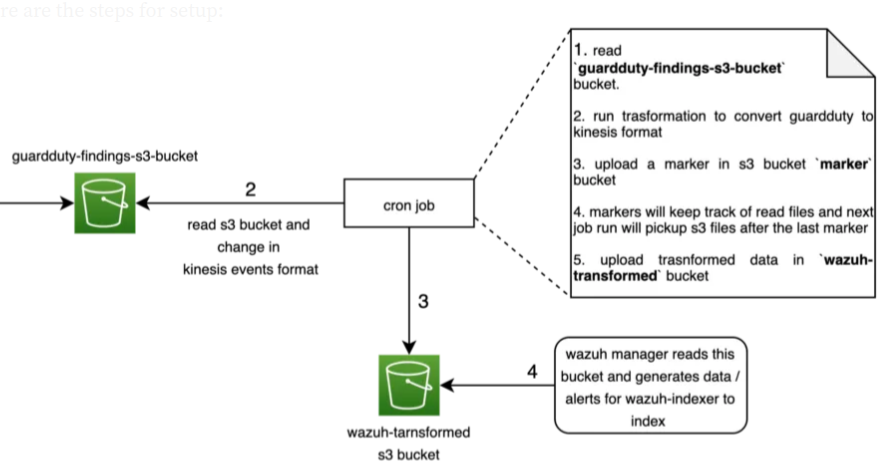 re are the steps for setup:
1. read
`guardduty-findings-s3-bucket`
bucket.
2. run trasformation to convert guardduty to
kinesis format
3. upload a marker in s3 bucket `marker`
bucket
4. markers will keep track of read files and next
job run will pickup s3 files after the last marker
5. upload trasnformed data in `wazuh-
transformed` bucket
guardduty-findings-s3-bucket
2
read s3 bucket and
change in
kinesis events format
cron job
3
wazuh-tarnsformed
s3 bucket
4
wazuh manager reads this
bucket and generates data /
alerts for wazuh-indexer to
index